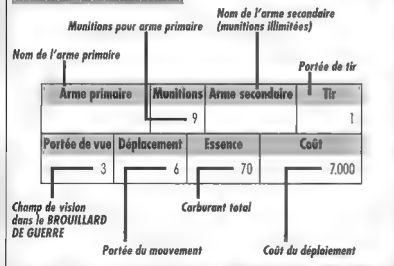 Munitions pour arme primaire
Nom de l'arme secondaire
(munitions illimitées)
Nom de l'arme primaire
Portée de tir
Arme primaire Munitions Arme secondaire Tir
9 1
Portée de vue Déplacement Essence Coût
3 6 70 7.000
Champ de vision
dans le BROUILLARD
DE GUERRE
Carburant total
Portée du mouvement
Coût du déploiement